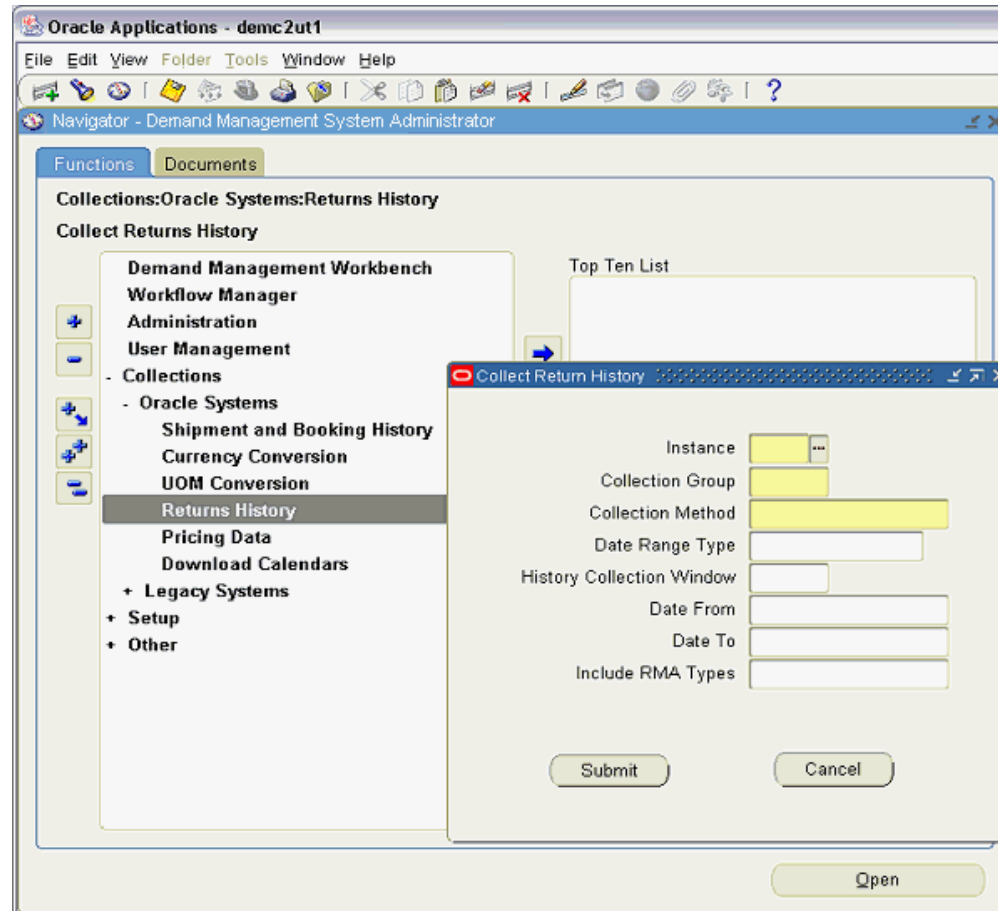 Oracle Applications - demc2ut1
File Edit View Folder Tools Window Help
?
Navigator - Demand Management System Administrator
Functions Documents
Collections:Oracle Systems:Returns History
Collect Returns History
Demand Management Workbench
Workflow Manager
Administration
User Management
- Collections
- Oracle Systems
Shipment and Booking History
Currency Conversion
UOM Conversion
Returns History
Pricing Data
Download Calendars
+ Legacy Systems
+ Setup
+ Other
Top Ten List
Collect Return History
Instance
...
Collection Group
Collection Method
Date Range Type
History Collection Window
Date From
Date To
Include RMA Types
Submit Cancel
Open